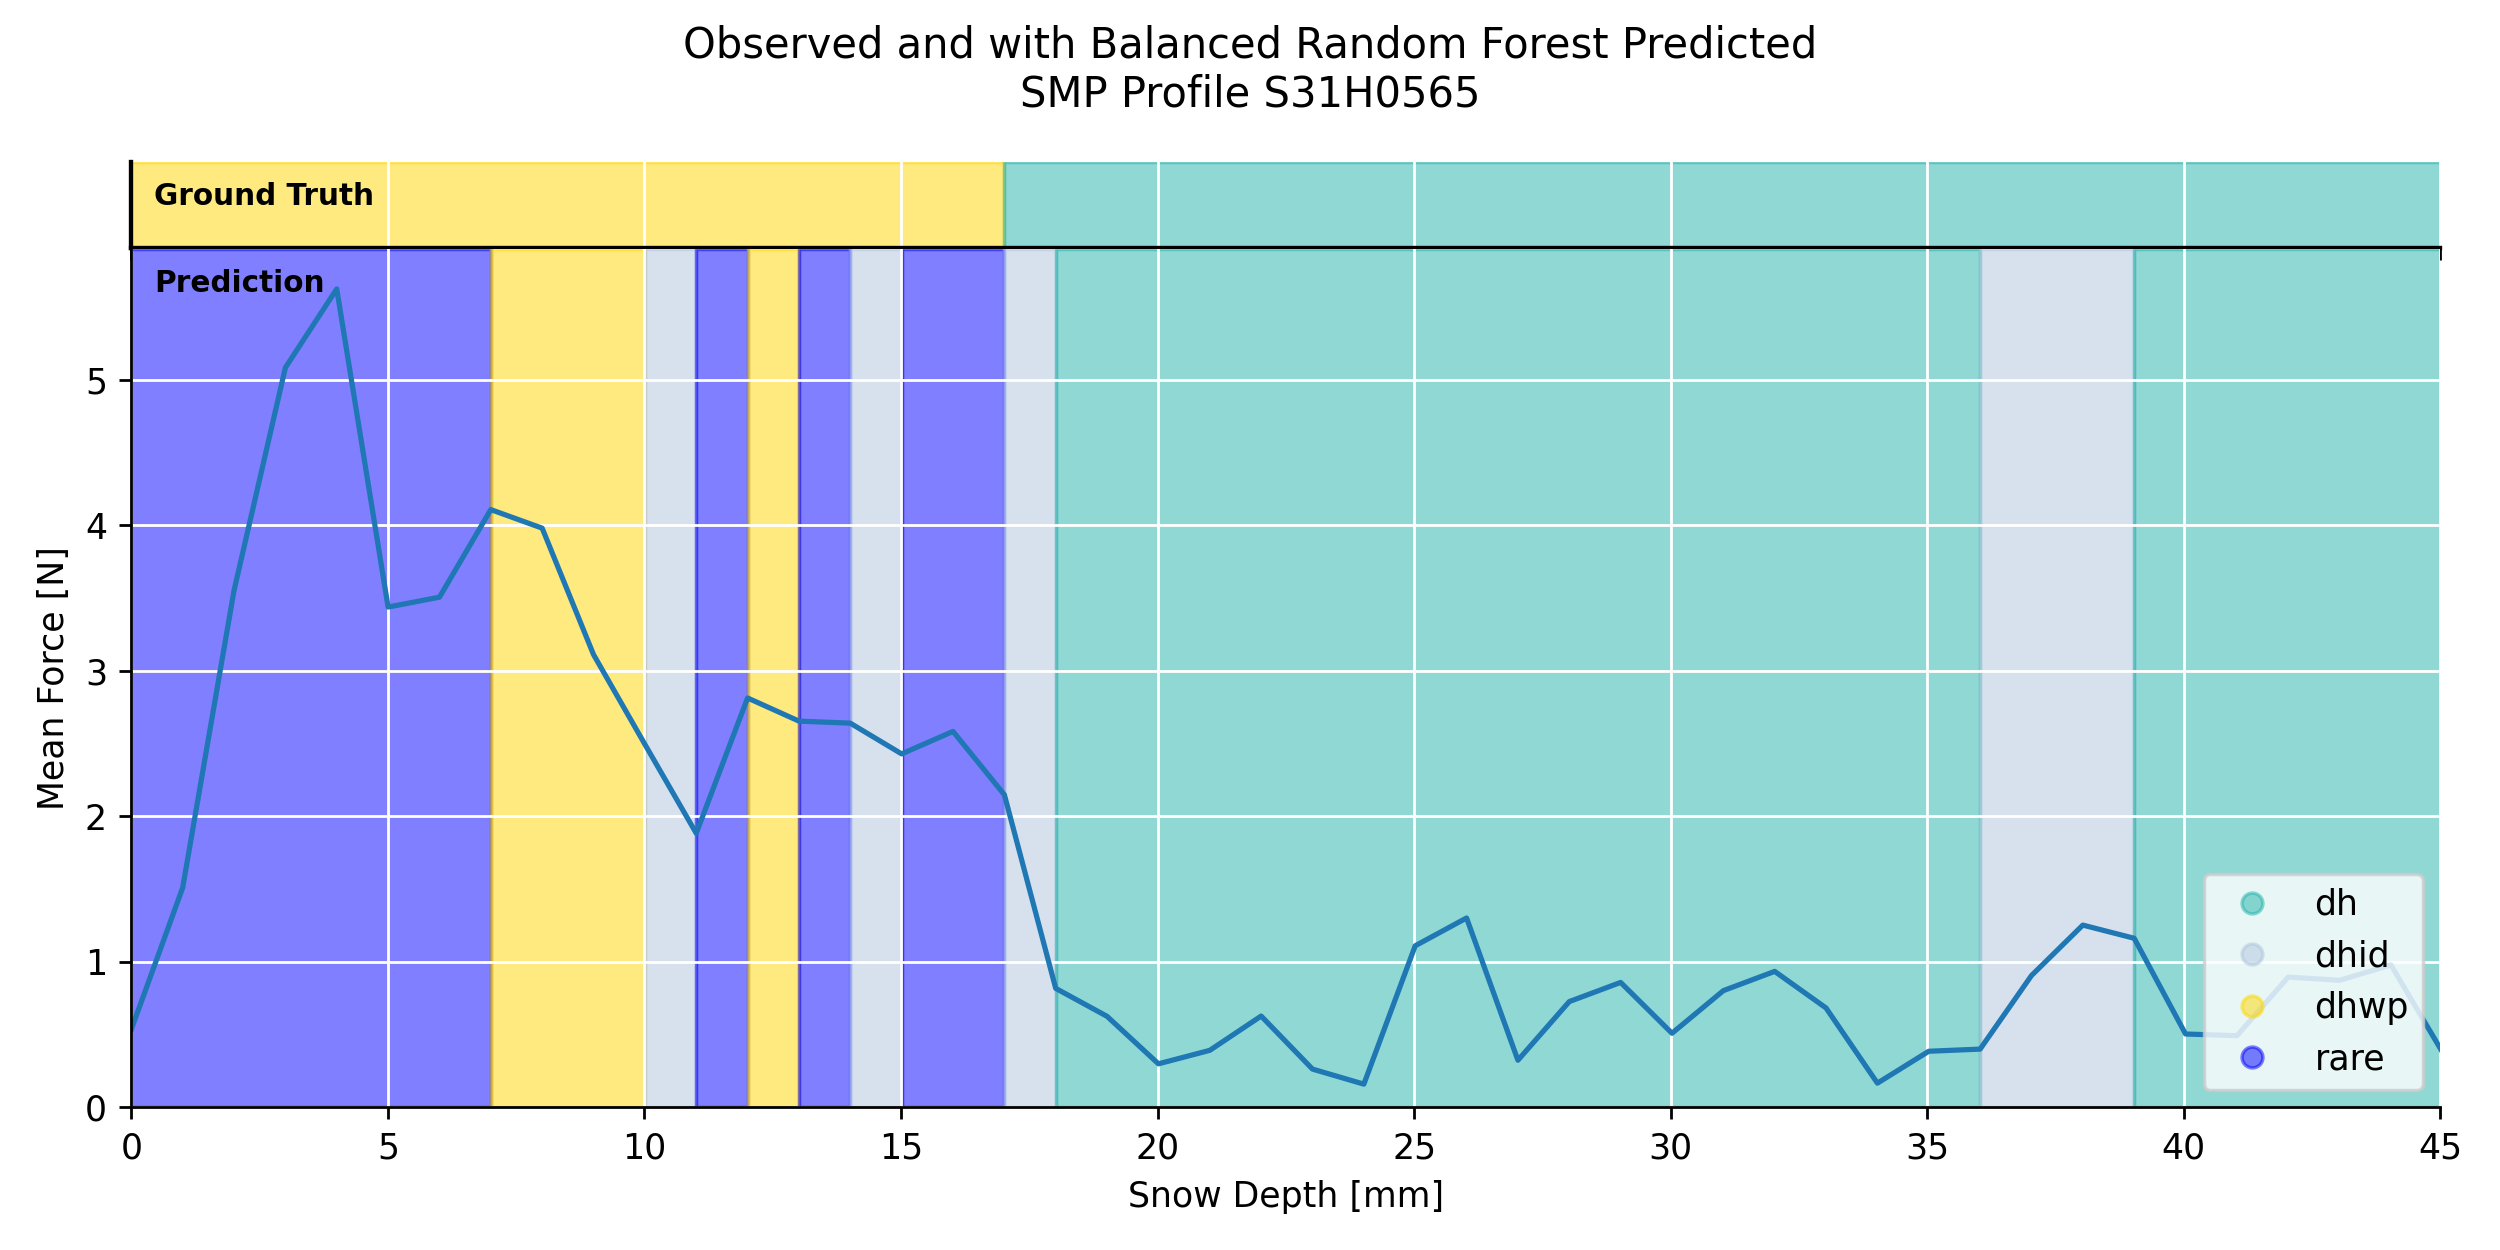 Observed and with Balanced Random Forest Predicted
SMP Profile S31H0565
Ground Truth
Prediction
5
4
3
2
1
0
Mean Force [N]
dh
dhid
dhwp
rare
0 5 10 15 20 25 30 35 40 45
Snow Depth [mm]